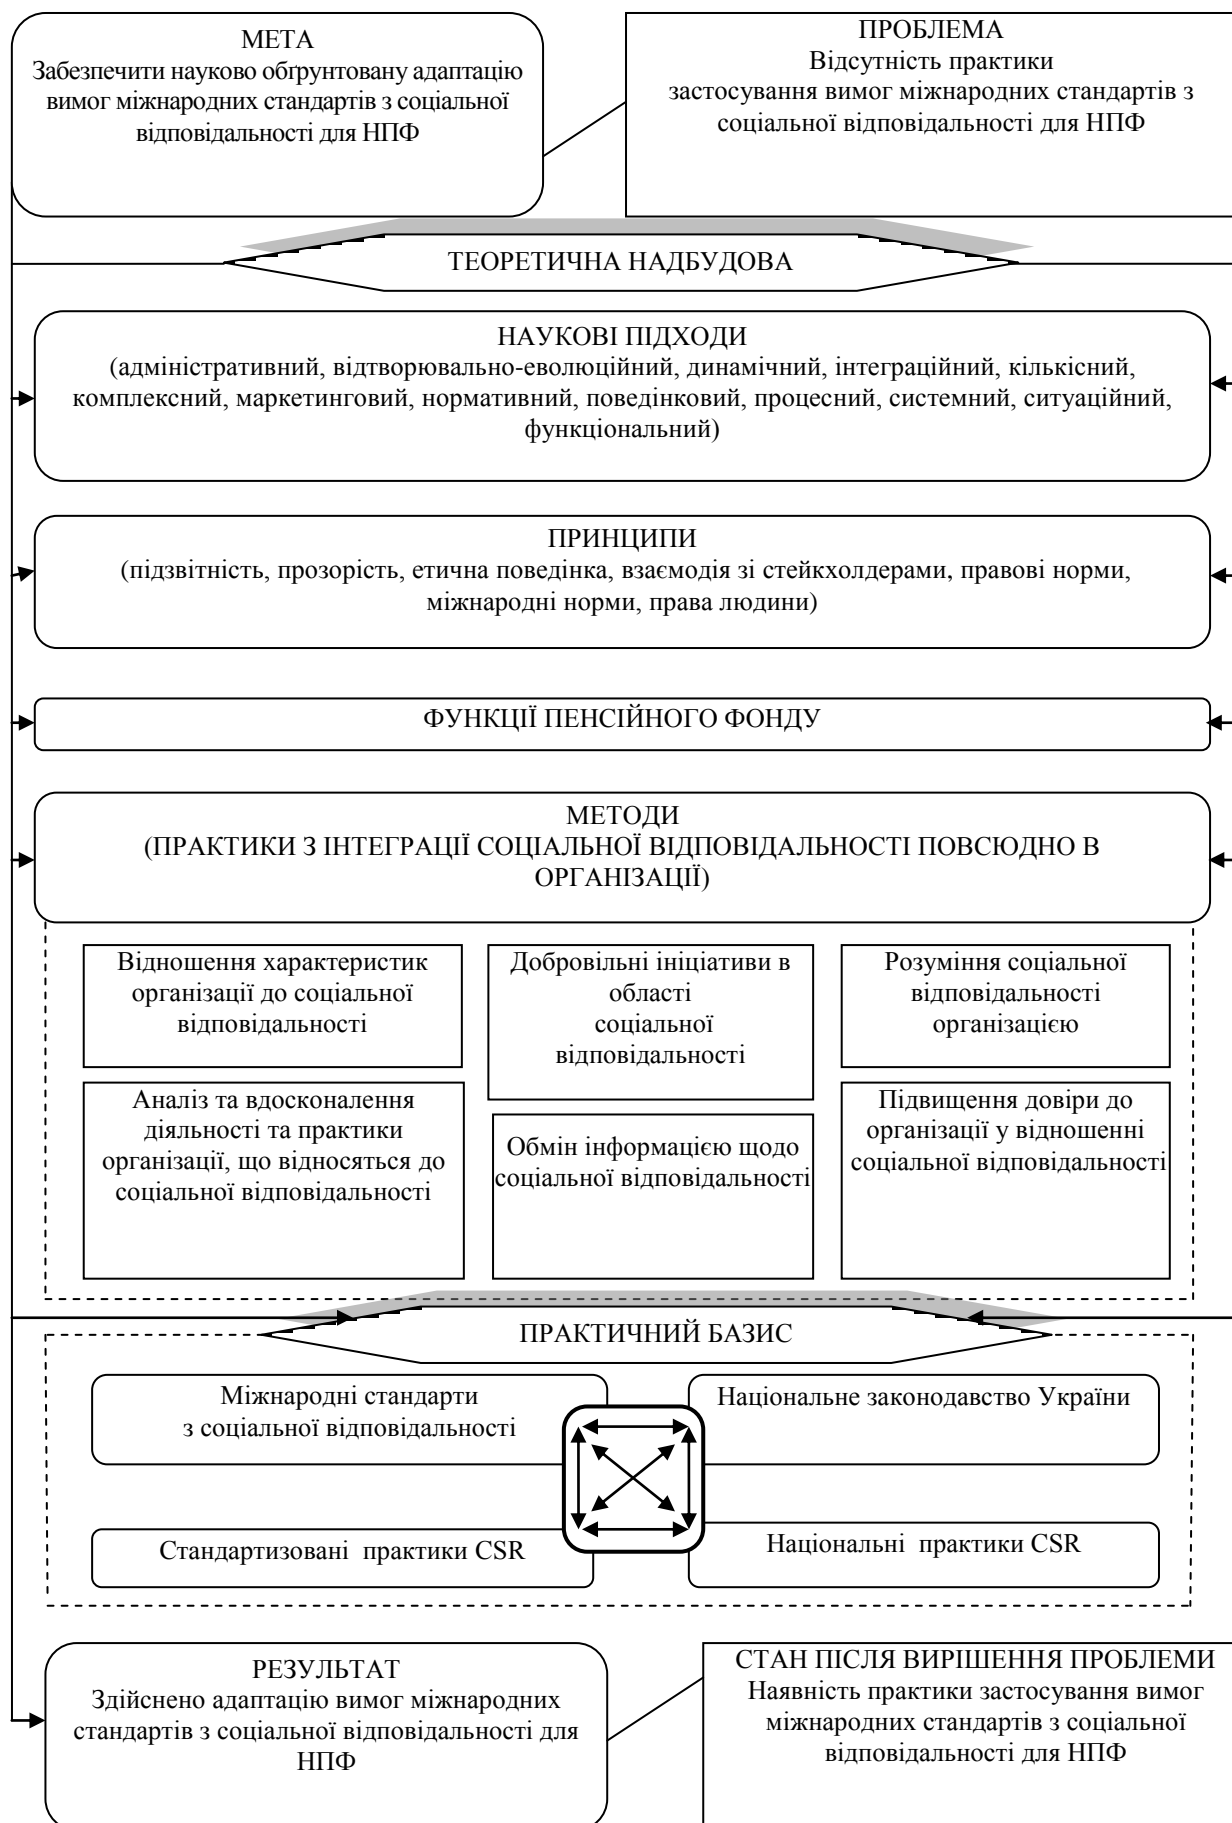 МЕТА
Забезпечити науково обґрунтовану адаптацію
вимог міжнародних стандартів з соціальної
відповідальності для НПФ
ПРОБЛЕМА
Відсутність практики
застосування вимог міжнародних стандартів з
соціальної відповідальності для НПФ
ТЕОРЕТИЧНА НАДБУДОВА
НАУКОВІ ПІДХОДИ
(адміністративний, відтворювально-еволюційний, динамічний, інтеграційний, кількісний,
комплексний, маркетинговий, нормативний, поведінковий, процесний, системний, ситуаційний,
функціональний)
ПРИНЦИПИ
(підзвітність, прозорість, етична поведінка, взаємодія зі стейкхолдерами, правові норми,
міжнародні норми, права людини)
ФУНКЦІЇ ПЕНСІЙНОГО ФОНДУ
МЕТОДИ
(ПРАКТИКИ З ІНТЕГРАЦІЇ СОЦІАЛЬНОЇ ВІДПОВІДАЛЬНОСТІ ПОВСЮДНО В
ОРГАНІЗАЦІЇ)
Відношення характеристик
організації до соціальної
відповідальності
Добровільні ініціативи в
області
соціальної
відповідальності
Розуміння соціальної
відповідальності
організацією
Аналіз та вдосконалення
діяльності та практики
організації, що відносяться до
соціальної відповідальності
Обмін інформацією щодо
соціальної відповідальності
Підвищення довіри до
організації у відношенні
соціальної відповідальності
ПРАКТИЧНИЙ БАЗИС
Міжнародні стандарти
з соціальної відповідальності
Національне законодавство України
Стандартизовані практики CSR
Національні практики CSR
РЕЗУЛЬТАТ
Здійснено адаптацію вимог міжнародних
стандартів з соціальної відповідальності для
НПФ
СТАН ПІСЛЯ ВИРІШЕННЯ ПРОБЛЕМИ
Наявність практики застосування вимог
міжнародних стандартів з соціальної
відповідальності для НПФ